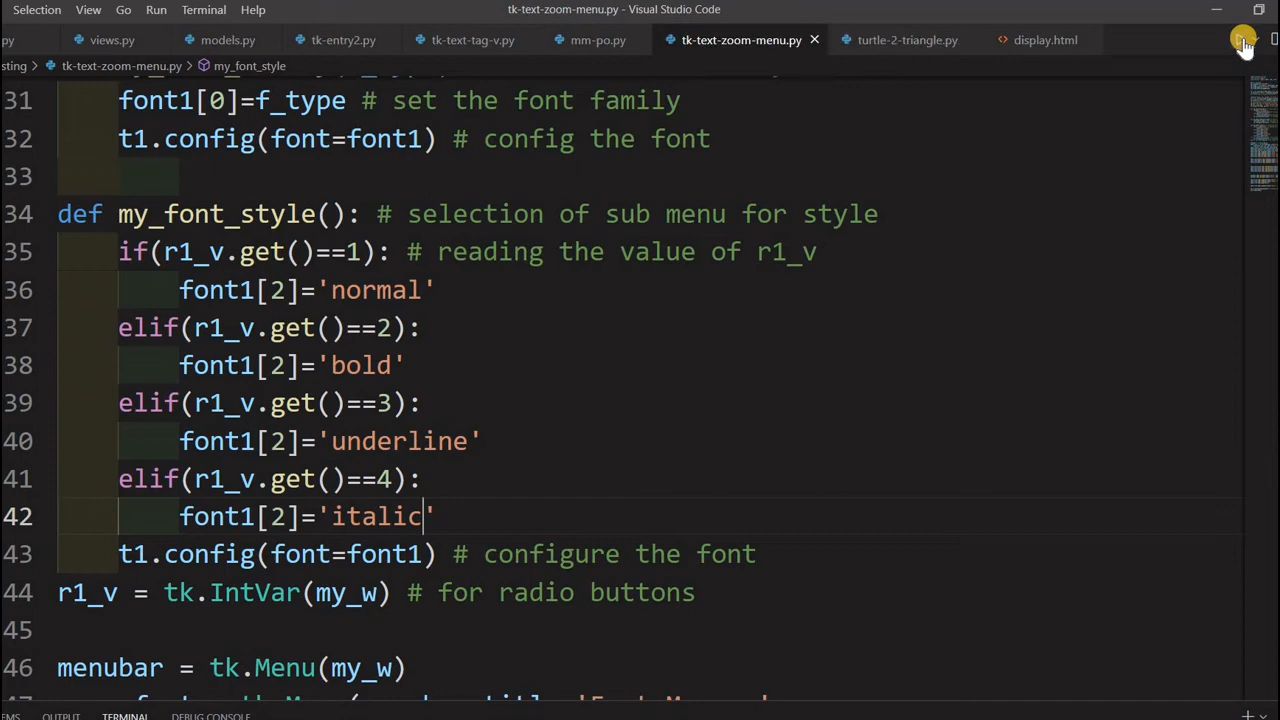 Selection View Go Run Terminal Help tk-text-zoom-menu.py - Visual Studio Code
py views.py models.py tk-entry2.py tk-text-tag-v.py mm-po.py tk-text-zoom-menu.py turtle-2-triangle.py display.html
sting > tk-text-zoom-menu.py > my_font_style
31 font1[0]=f_type # set the font family
32 t1.config(font=font1) # config the font
33
34 def my_font_style(): # selection of sub menu for style
35 if(r1_v.get()==1): # reading the value of r1_v
36 font1[2]='normal'
37 elif(r1_v.get()==2):
38 font1[2]='bold'
39 elif(r1_v.get()==3):
40 font1[2]='underline'
41 elif(r1_v.get()==4):
42 font1[2]='italic'
43 t1.config(font=font1) # configure the font
44 r1_v = tk.IntVar(my_w) # for radio buttons
45
46 menubar = tk.Menu(my_w)
EMS OUTPUT TERMINAL DEBUG CONSOLE